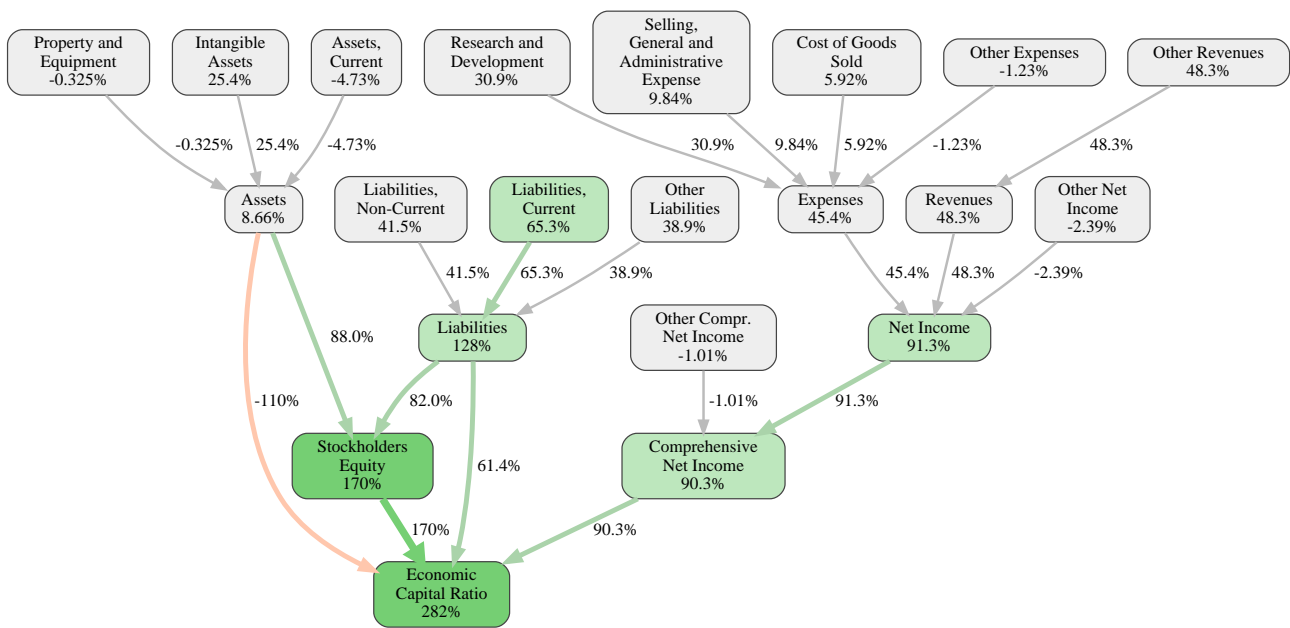 Property and
Equipment
-0.325%
Intangible
Assets
25.4%
Assets,
Current
-4.73%
Research and
Development
30.9%
Selling,
General and
Administrative
Expense
9.84%
Cost of Goods
Sold
5.92%
Other Expenses
-1.23%
Other Revenues
48.3%
-0.325%
25.4%
-4.73%
30.9%
9.84%
5.92%
-1.23%
48.3%
Assets
8.66%
Liabilities,
Non-Current
41.5%
Liabilities,
Current
65.3%
Other
Liabilities
38.9%
Expenses
45.4%
Revenues
48.3%
Other Net
Income
-2.39%
41.5%
65.3%
38.9%
45.4%
48.3%
-2.39%
88.0%
Liabilities
128%
Other Compr.
Net Income
-1.01%
Net Income
91.3%
-110%
82.0%
-1.01%
91.3%
Stockholders
Equity
170%
61.4%
Comprehensive
Net Income
90.3%
170%
90.3%
Economic
Capital Ratio
282%